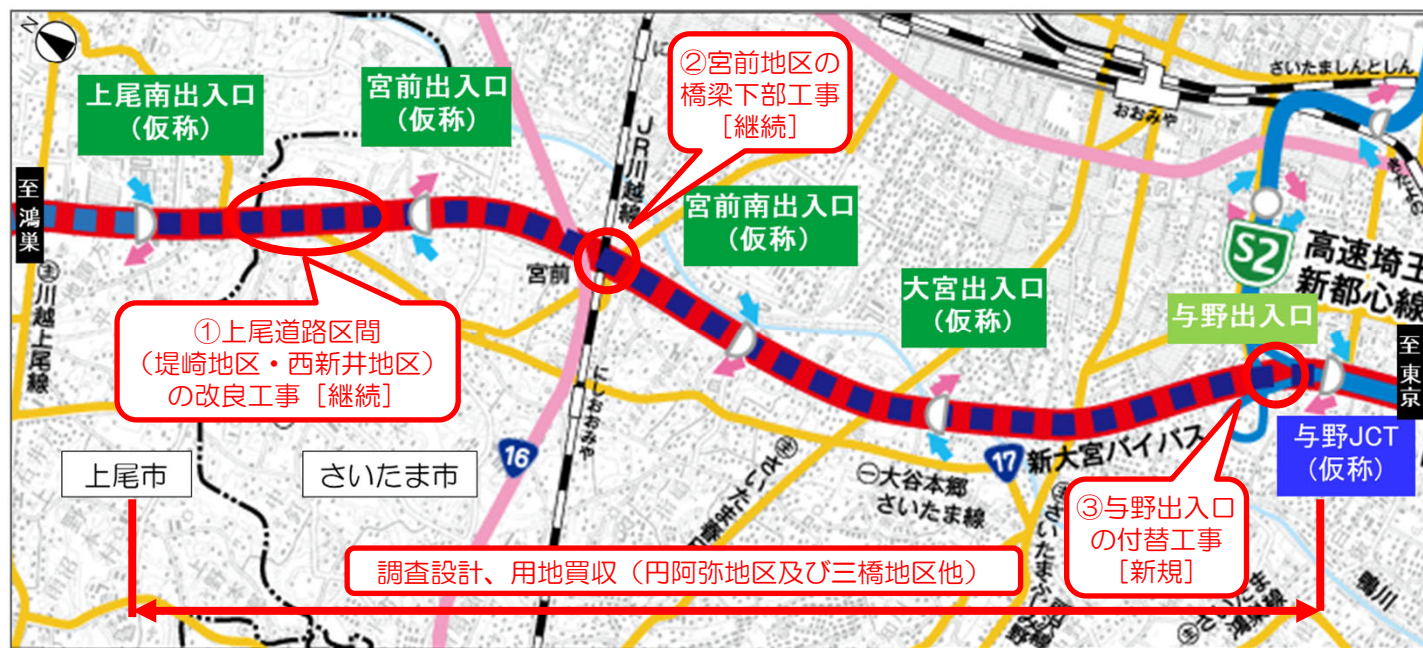 N
上尾南出入口
(仮称)
宮前出入口
(仮称)
②宮前地区の
橋梁下部工事
[継続]
さいたましんとしん
おおみや
JR川越線
至鴻巣
宮前南出入口
(仮称)
S2
高速埼玉
新都心線
宮前
大宮出入口
(仮称)
与野出入口
至東京
主川越上尾線
①上尾道路区間
(堤崎地区・西新井地区)
の改良工事［継続］
にしおおみや
16
17
新大宮バイパス
与野JCT
(仮称)
上尾市
さいたま市
㊀大谷本郷
さいたま線
③与野出入口
の付替工事
[新規]
調査設計、用地買収（円阿弥地区及び三橋地区他）
鴨川